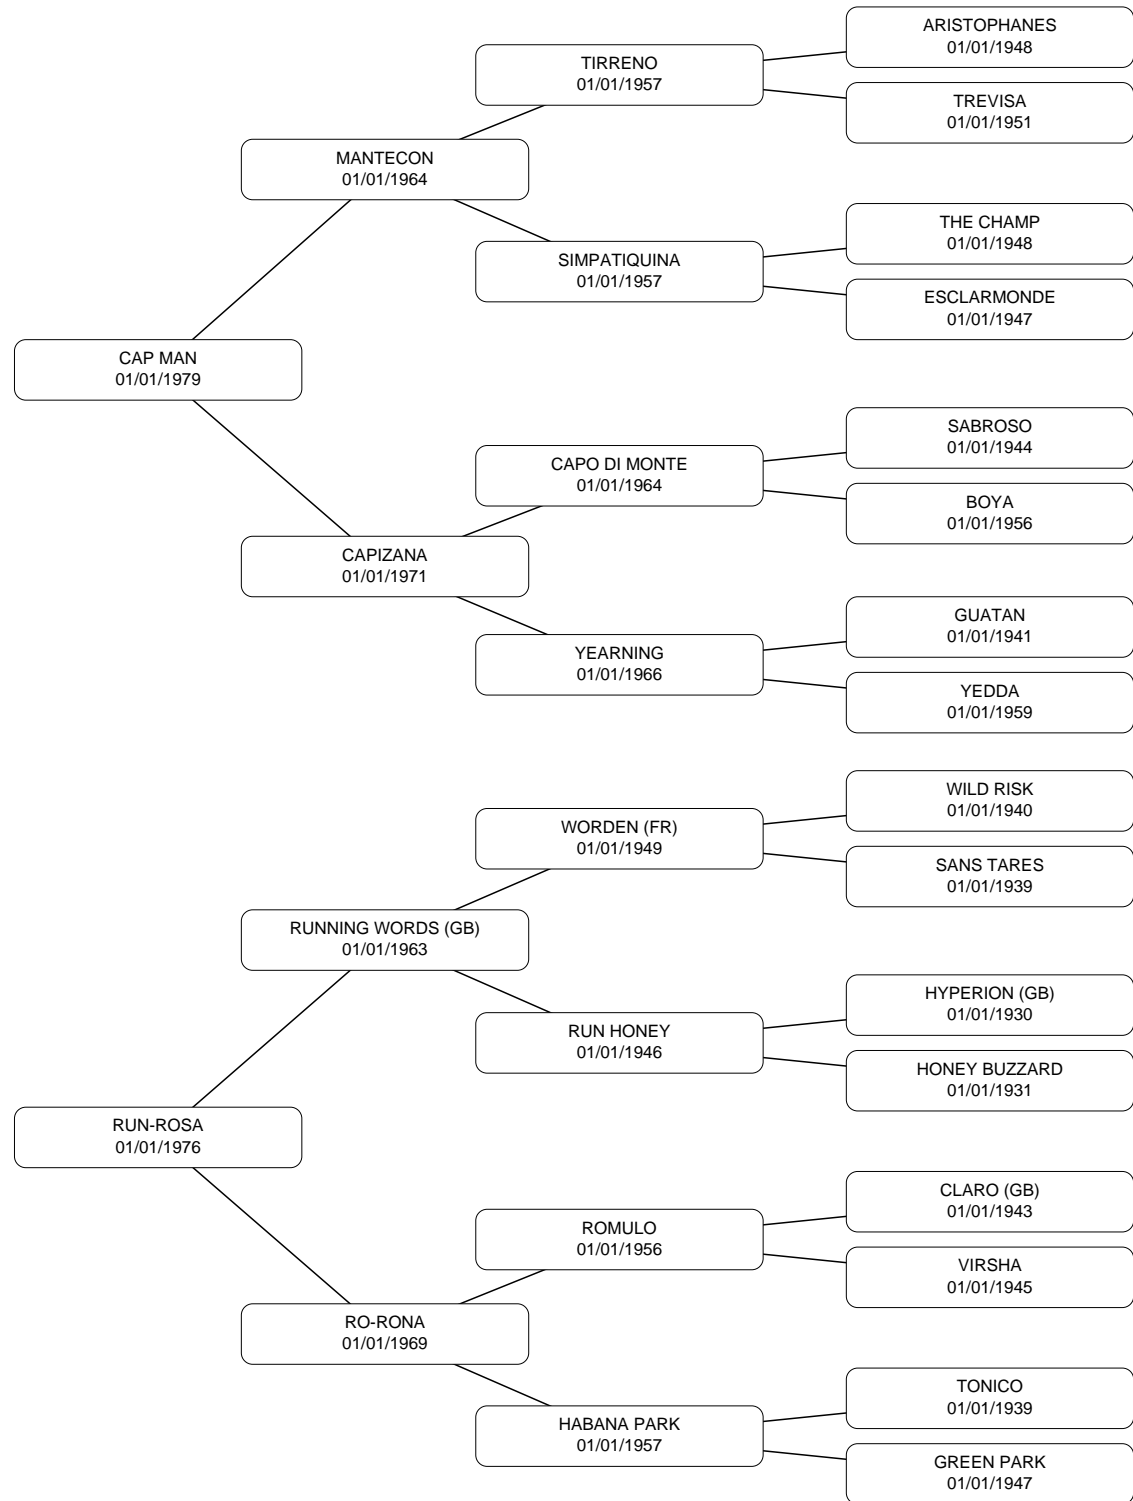 ARISTOPHANES
01/01/1948
TIRRENO
01/01/1957
TREVISA
01/01/1951
MANTECON
01/01/1964
THE CHAMP
01/01/1948
SIMPATIQUINA
01/01/1957
ESCLARMONDE
01/01/1947
CAP MAN
01/01/1979
SABROSO
01/01/1944
CAPO DI MONTE
01/01/1964
BOYA
01/01/1956
CAPIZANA
01/01/1971
GUATAN
01/01/1941
YEARNING
01/01/1966
YEDDA
01/01/1959
WILD RISK
01/01/1940
WORDEN (FR)
01/01/1949
SANS TARES
01/01/1939
RUNNING WORDS (GB)
01/01/1963
HYPERION (GB)
01/01/1930
RUN HONEY
01/01/1946
HONEY BUZZARD
01/01/1931
RUN-ROSA
01/01/1976
CLARO (GB)
01/01/1943
ROMULO
01/01/1956
VIRSHA
01/01/1945
RO-RONA
01/01/1969
TONICO
01/01/1939
HABANA PARK
01/01/1957
GREEN PARK
01/01/1947